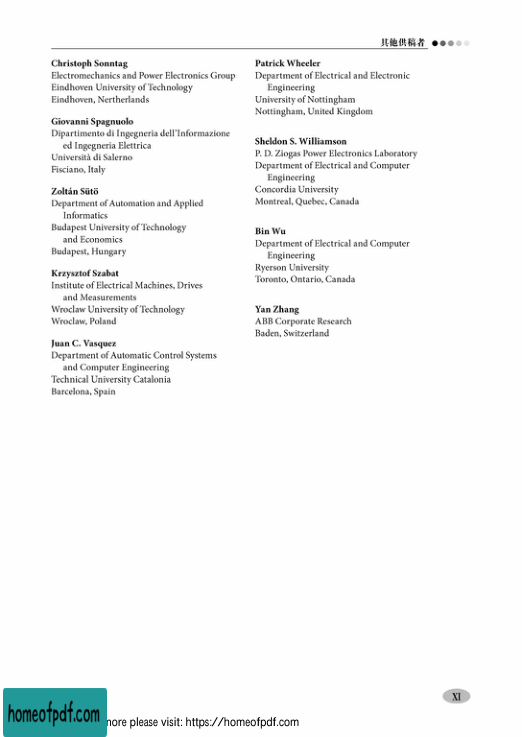 其他供稿者
Christoph Sonntag
Electromechanics and Power Electronics Group
Eindhoven University of Technology
Eindhoven, Nertherlands
Giovanni Spagnuolo
Dipartimento di Ingegneria dell'Informazione
ed Ingegneria Elettrica
Università di Salerno
Fisciano, Italy
Zoltán Sütö
Department of Automation and Applied
Informatics
Budapest University of Technology
and Economics
Budapest, Hungary
Krzysztof Szabat
Institute of Electrical Machines, Drives
and Measurements
Wroclaw University of Technology
Wroclaw, Poland
Juan C. Vasquez
Department of Automatic Control Systems
and Computer Engineering
Technical University Catalonia
Barcelona, Spain
Patrick Wheeler
Department of Electrical and Electronic
Engineering
University of Nottingham
Nottingham, United Kingdom
Sheldon S. Williamson
P. D. Ziogas Power Electronics Laboratory
Department of Electrical and Computer
Engineering
Concordia University
Montreal, Quebec, Canada
Bin Wu
Department of Electrical and Computer
Engineering
Ryerson University
Toronto, Ontario, Canada
Yan Zhang
ABB Corporate Research
Baden, Switzerland
XI
homeofpdf.com
more please visit: https://homeofpdf.com